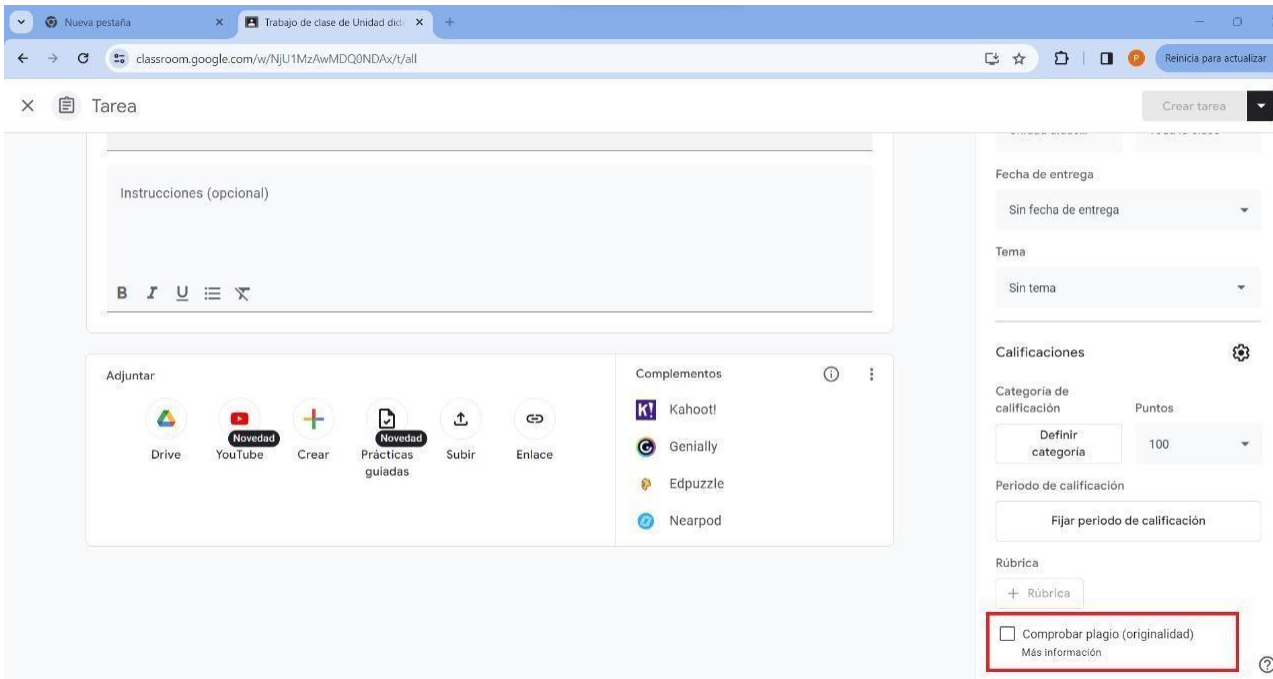 Nueva pestaña
Trabajo de clase de Unidad did
classroom.google.com/w/NjU1MzAwMDQ0NDAx/t/all
P
Reinicia para actualizar
Tarea
Crear tarea
Instrucciones (opcional)
B I U
Adjuntar
Novedad
Novedad
Drive
YouTube
Crear
Prácticas
guiadas
Subir
Enlace
Complementos
K!
Kahoot!
Genially
Edpuzzle
Nearpod
Fecha de entrega
Sin fecha de entrega
Tema
Sin tema
Calificaciones
Categoría de
calificación
Puntos
Definir
categoría
100
Periodo de calificación
Fijar periodo de calificación
Rúbrica
+ Rúbrica
Comprobar plagio (originalidad)
Más información